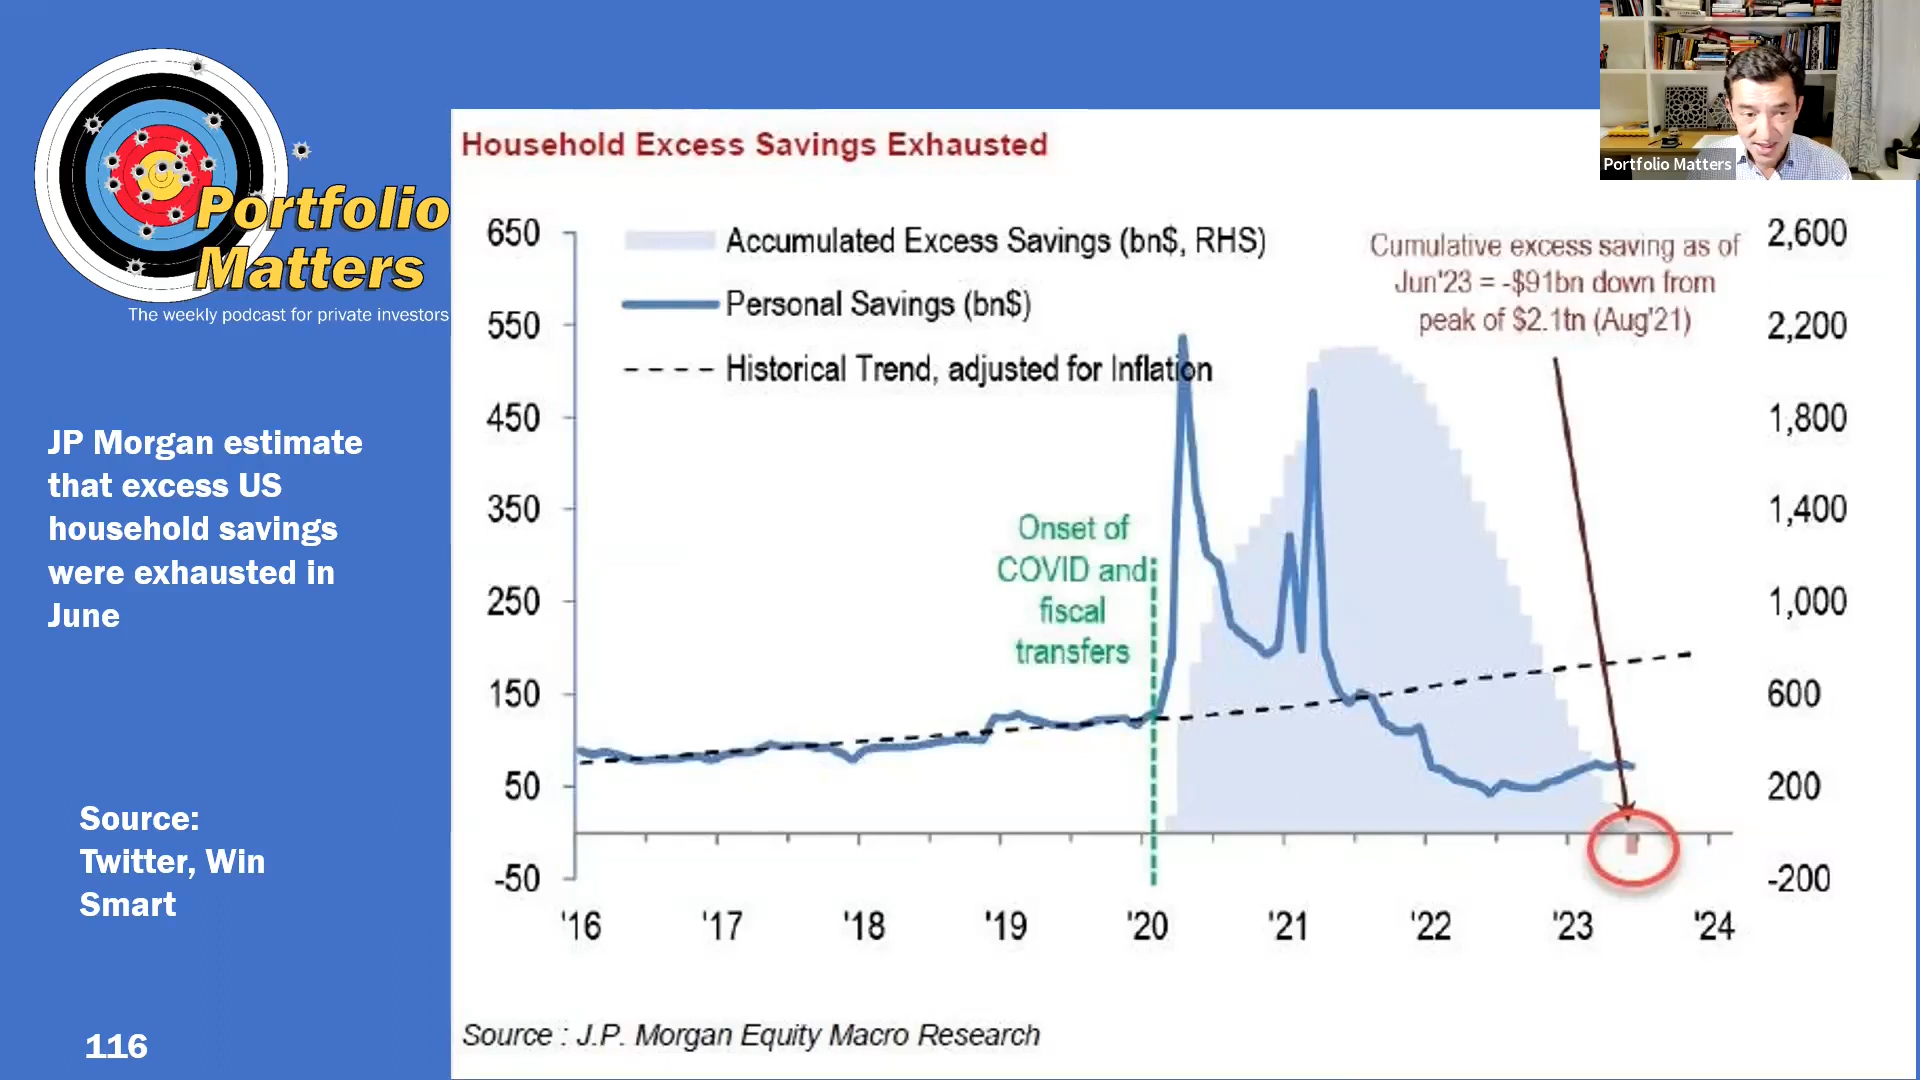 Portfolio
Matters
The weekly podcast for private investors
JP Morgan estimate
that excess US
household savings
were exhausted in
June
Source:
Twitter, Win
Smart
116
Household Excess Savings Exhausted
Accumulated Excess Savings (bn$, RHS)
Personal Savings (bn$)
Historical Trend, adjusted for Inflation
Cumulative excess saving as of
Jun'23 = -$91bn down from
peak of $2.1tn (Aug'21)
Onset of
COVID and
fiscal
transfers
650
550
450
350
250
150
50
-50
2,600
2,200
1,800
1,400
1,000
600
200
-200
'16 '17 '18 '19 '20 '21 '22 '23 '24
Source : J.P. Morgan Equity Macro Research
Portfolio Matters